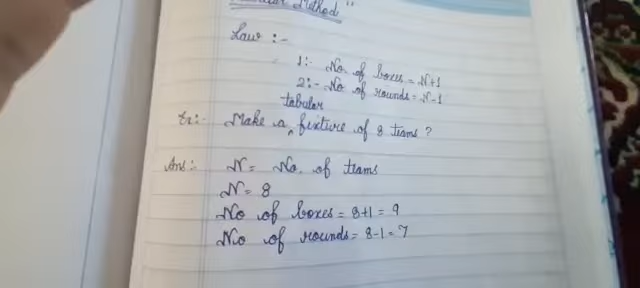 Method"
Law :-
1:- No. of boxes = N+1
2:- No of rounds = N-1
tabular
Ex:- Make a fixture of 8 teams ?
Ans:- N = No. of teams
N = 8
No of boxes = 8+1 = 9
No of rounds = 8-1 = 7